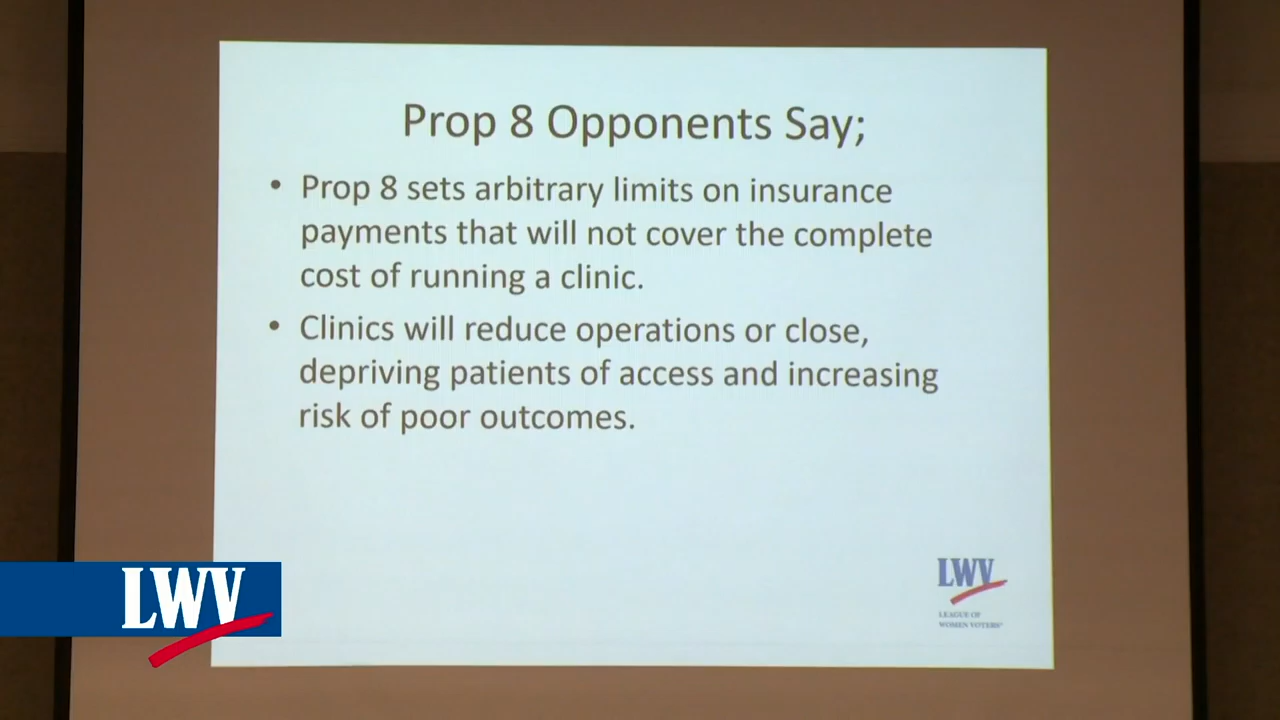 Prop 8 Opponents Say;
• Prop 8 sets arbitrary limits on insurance
payments that will not cover the complete
cost of running a clinic.
• Clinics will reduce operations or close,
depriving patients of access and increasing
risk of poor outcomes.
LWV
LEAGUE OF
WOMEN VOTERS®
LWV